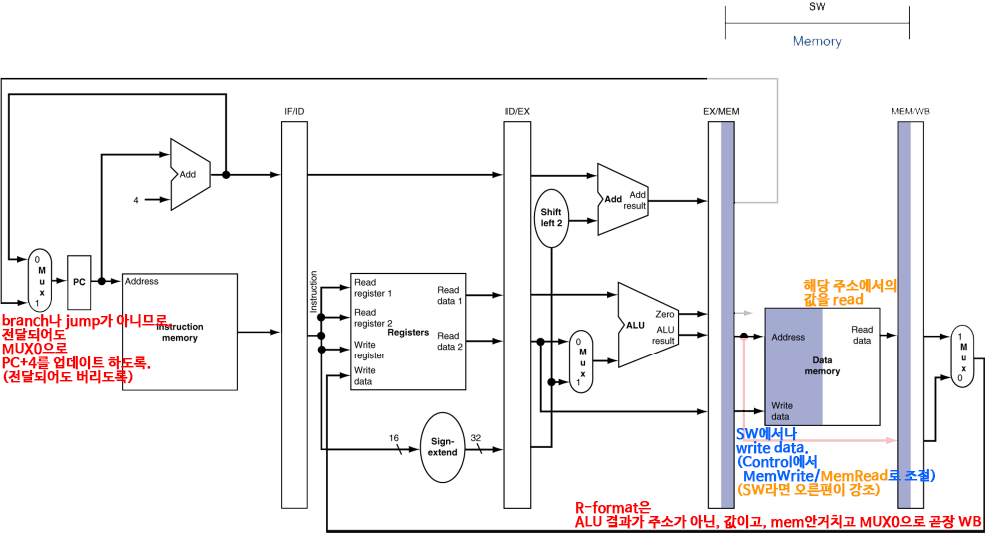 SW
Memory
IF/ID
ID/EX
EX/MEM
MEM/WB
Add
4
Shift
left 2
Add
Add
result
0
M
u
x
1
PC
Address
Instruction
memory
Instruction
Read
register 1
Read
register 2
Write
register
Write
data
Registers
Read
data 1
Read
data 2
0
M
u
x
1
Zero
ALU
ALU
result
해당 주소에서의
값을 read
Address
Read
data
Data
memory
Write
data
1
M
u
x
0
branch나 jump가 아니므로,
전달되어도
MUX0으로
PC+4를 업데이트 하도록.
(전달되어도 버리도록)
16
Sign-
extend
32
SW에서나
write data.
(Control에서
MemWrite/MemRead로 조절)
(SW라면 오른편이 강조)
R-format은
ALU 결과가 주소가 아닌, 값이고, mem안거치고 MUX0으로 곧장 WB